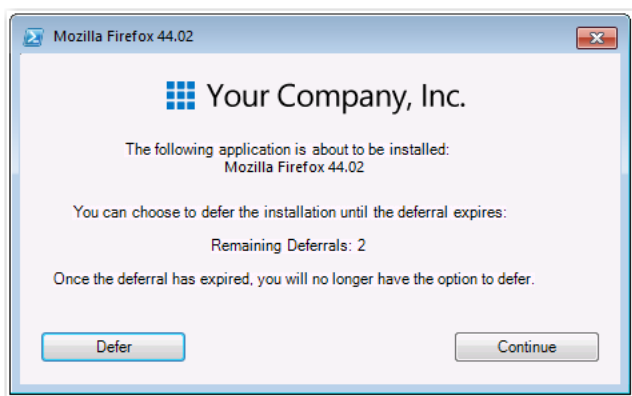 Mozilla Firefox 44.02
Your Company, Inc.
The following application is about to be installed:
Mozilla Firefox 44.02
You can choose to defer the installation until the deferral expires:
Remaining Deferrals: 2
Once the deferral has expired, you will no longer have the option to defer.
Defer
Continue